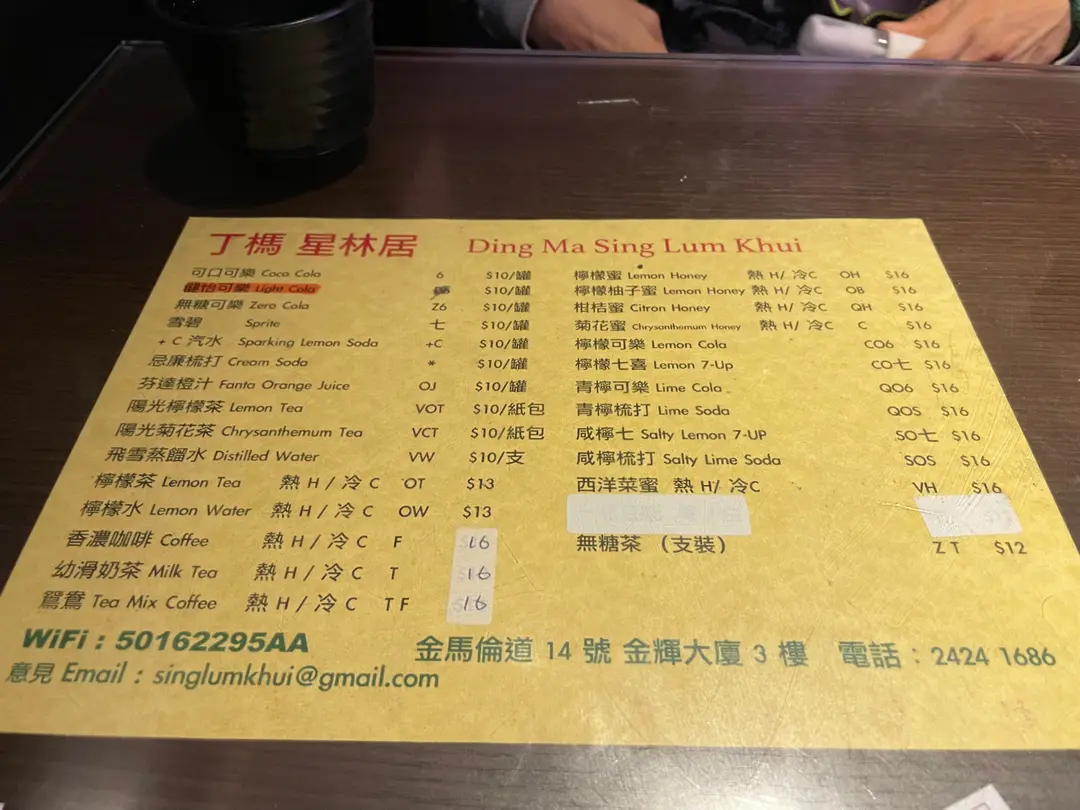 丁榪 星林居 Ding Ma Sing Lum Khui
可口可樂 Coca Cola 6 $10/罐
健怡可樂 Light Cola $10/罐
無糖可樂 Zero Cola Z6 $10/罐
雪碧 Sprite 七 $10/罐
+ C 汽水 Sparking Lemon Soda +C $10/罐
忌廉梳打 Cream Soda * $10/罐
芬達橙汁 Fanta Orange Juice OJ $10/罐
陽光檸檬茶 Lemon Tea VOT $10/紙包
陽光菊花茶 Chrysanthemum Tea VCT $10/紙包
飛雪蒸餾水 Distilled Water VW $10/支
檸檬茶 Lemon Tea 熱 H / 冷 C OT $13
檸檬水 Lemon Water 熱 H / 冷 C OW $13
香濃咖啡 Coffee 熱 H / 冷 C F 16
幼滑奶茶 Milk Tea 熱 H / 冷 C T 16
鴛鴦 Tea Mix Coffee 熱 H / 冷 C T F 16
檸檬蜜 Lemon Honey 熱 H/ 冷C OH $16
檸檬柚子蜜 Lemon Honey 熱 H/ 冷C OB $16
柑桔蜜 Citron Honey 熱 H/ 冷C QH $16
菊花蜜 Chrysanthemum Honey 熱 H/ 冷C C $16
檸檬可樂 Lemon Cola CO6 $16
檸檬七喜 Lemon 7-Up CO七 $16
青檸可樂 Lime Cola QO6 $16
青檸梳打 Lime Soda QOS $16
咸檸七 Salty Lemon 7-UP SO七 $16
咸檸梳打 Salty Lime Soda SOS $16
西洋菜蜜 熱 H/ 冷C VH $16
無糖茶 （支裝） Z T $12
WiFi : 50162295AA
意見 Email : singlumkhui@gmail.com
金馬倫道 14 號 金輝大廈 3 樓 電話：2424 1686